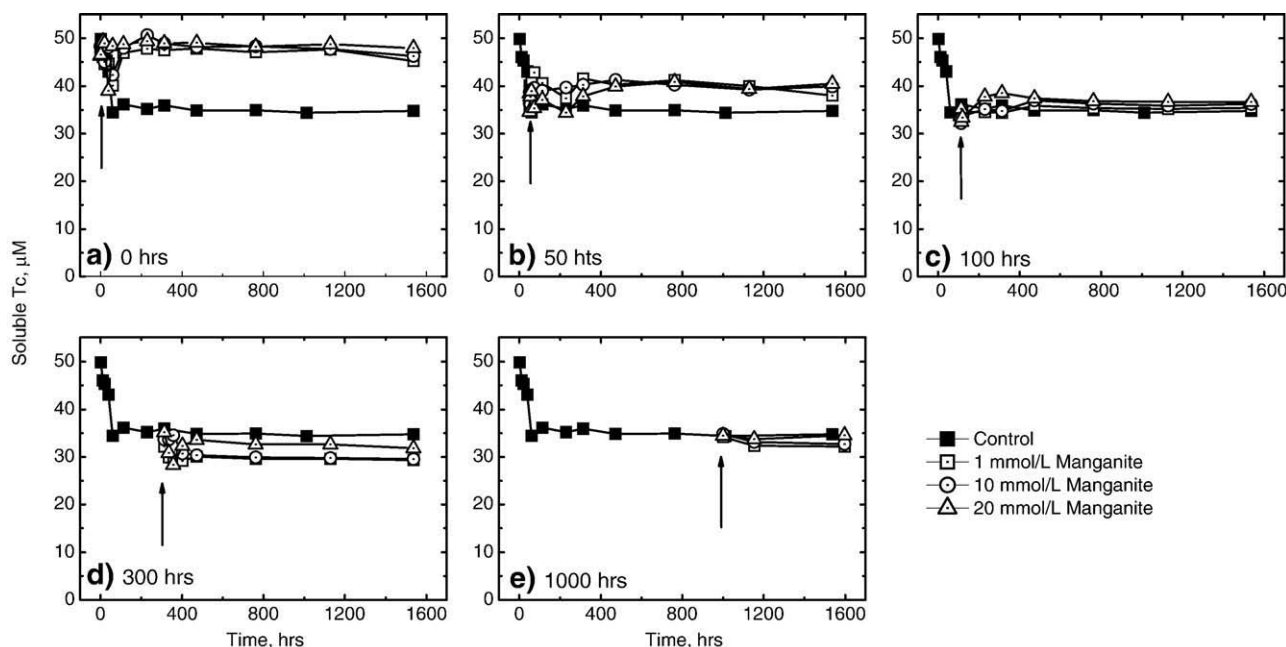 Soluble Tc, μM
50
40
30
20
10
0
a) 0 hrs
0 400 800 1200 1600
50
40
30
20
10
0
b) 50 hts
0 400 800 1200 1600
50
40
30
20
10
0
c) 100 hrs
0 400 800 1200 1600
50
40
30
20
10
0
d) 300 hrs
0 400 800 1200 1600
Time, hrs
50
40
30
20
10
0
e) 1000 hrs
0 400 800 1200 1600
Time, hrs
Control
1 mmol/L Manganite
10 mmol/L Manganite
20 mmol/L Manganite